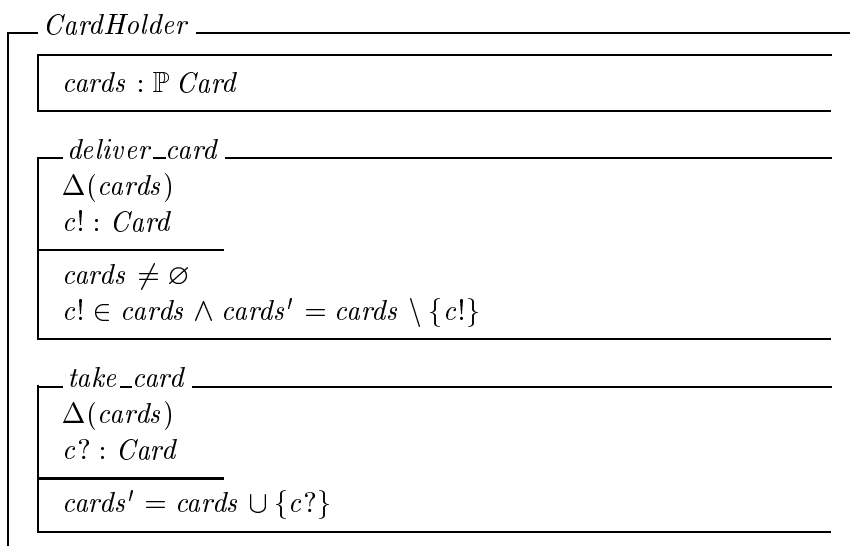 CardHolder
cards : ℙ Card
deliver_card
Δ(cards)
c! : Card
cards ≠ ∅
c! ∈ cards ∧ cards′ = cards \ {c!}
take_card
Δ(cards)
c? : Card
cards′ = cards ∪ {c?}